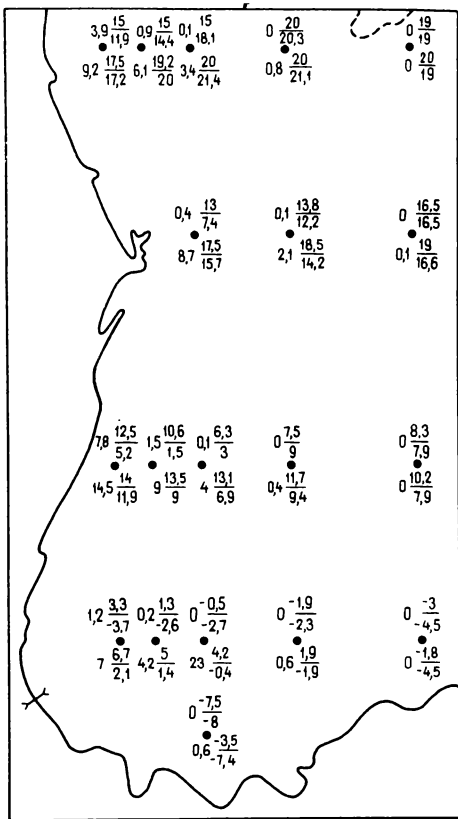 3,9 15/11,9 0,9 15/14,4 0,1 15/18,1 0 20/20,3 0 19/19
9,2 17,5/17,2 6,1 19,2/20 3,4 20/21,4 0,8 20/21,1 0 20/19
0,4 13/7,4 0,1 13,8/12,2 0 16,5/16,5
8,7 17,5/15,7 2,1 18,5/14,2 0,1 19/16,6
7,8 12,5/5,2 1,5 10,6/1,5 0,1 6,3/3 0 7,5/9 0 8,3/7,9
14,5 14/11,9 9 13,5/9 4 13,1/6,9 0,4 11,7/9,4 0 10,2/7,9
1,2 3,3/-3,7 0,2 1,3/-2,6 0 -0,5/-2,7 0 -1,9/-2,3 0 -3/-4,5
7 6,7/2,1 4,2 5/1,4 23 4,2/-0,4 0,6 1,9/-1,9 0 -1,8/-4,5
0 -7,5/-8
0,6 -3,5/-7,4